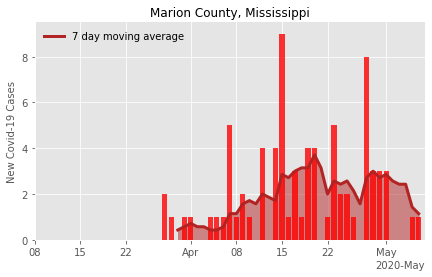 Marion County, Mississippi
7 day moving average
New Covid-19 Cases
8
6
4
2
0
08 15 22 Apr 08 15 22 May
2020-May